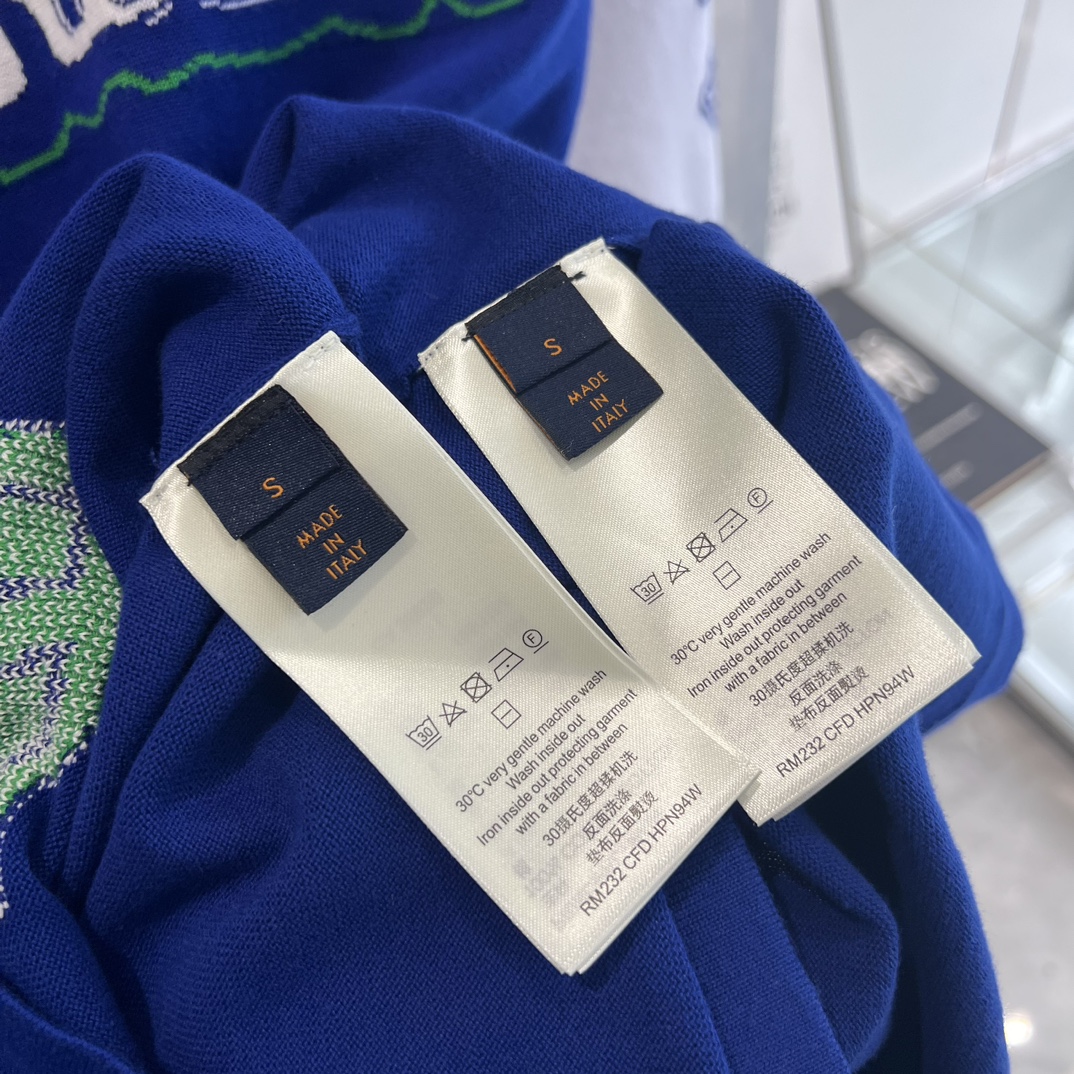 S
MADE
IN
ITALY
30
F
30°C very gentle machine wash
Wash inside out
Iron inside out protecting garment
with a fabric in between
30摄氏度超揉机洗
反面洗涤
垫布反面熨烫
RM232 CFD HPN94W
S
MADE
IN
ITALY
30
F
30°C very gentle machine wash
Wash inside out
Iron inside out protecting garment
with a fabric in between
30摄氏度超揉机洗
反面洗涤
垫布反面熨烫
RM232 CFD HPN94W